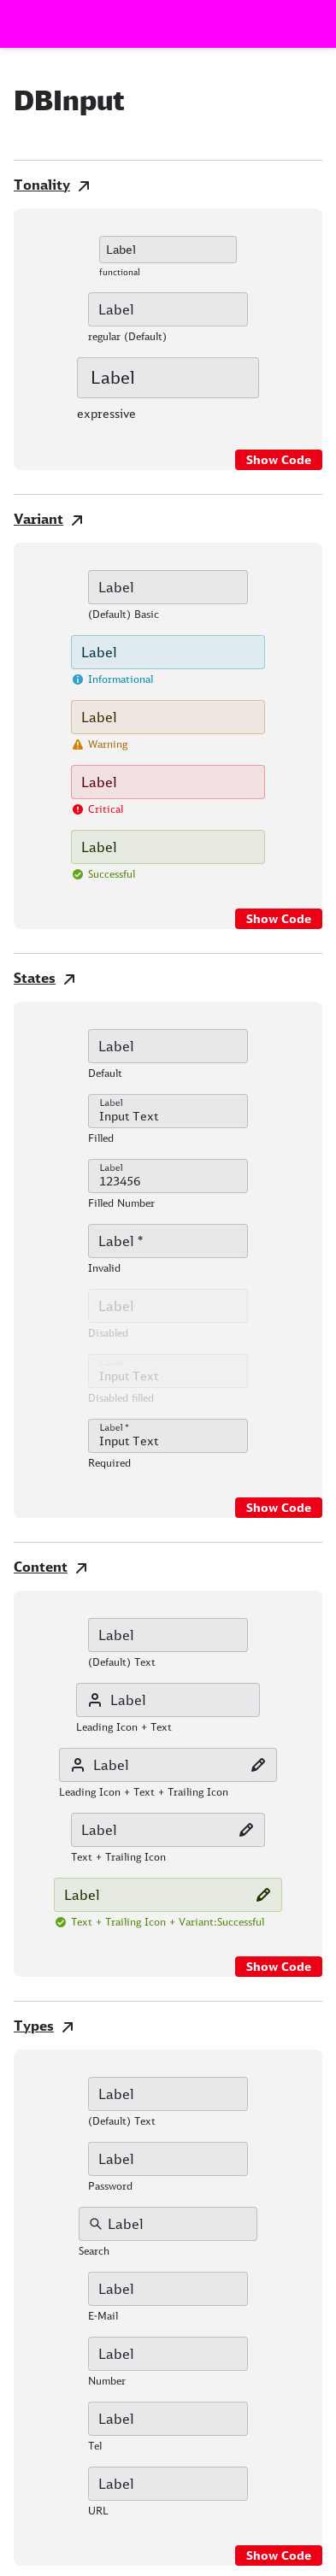 DBInput
Tonality
Label
functional
Label
regular (Default)
Label
expressive
Show Code
Variant
Label
(Default) Basic
Label
Informational
Label
Warning
Label
Critical
Label
Successful
Show Code
States
Label
Default
Label
Input Text
Filled
Label
123456
Filled Number
Label *
Invalid
Label
Disabled
Label
Input Text
Disabled filled
Label *
Input Text
Required
Show Code
Content
Label
(Default) Text
Label
Leading Icon + Text
Label
Leading Icon + Text + Trailing Icon
Label
Text + Trailing Icon
Label
Text + Trailing Icon + Variant:Successful
Show Code
Types
Label
(Default) Text
Label
Password
Label
Search
Label
E-Mail
Label
Number
Label
Tel
Label
URL
Show Code